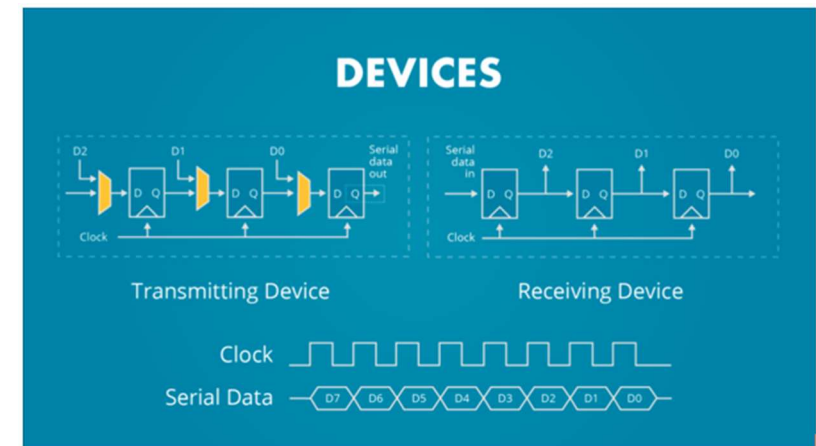 DEVICES
D2
D1
D0
Serial
data
out
D Q
D Q
D Q
Clock
Transmitting Device
Serial
data
in
D2
D1
D0
D Q
D Q
D Q
Clock
Receiving Device
Clock
Serial Data
D7 D6 D5 D4 D3 D2 D1 D0